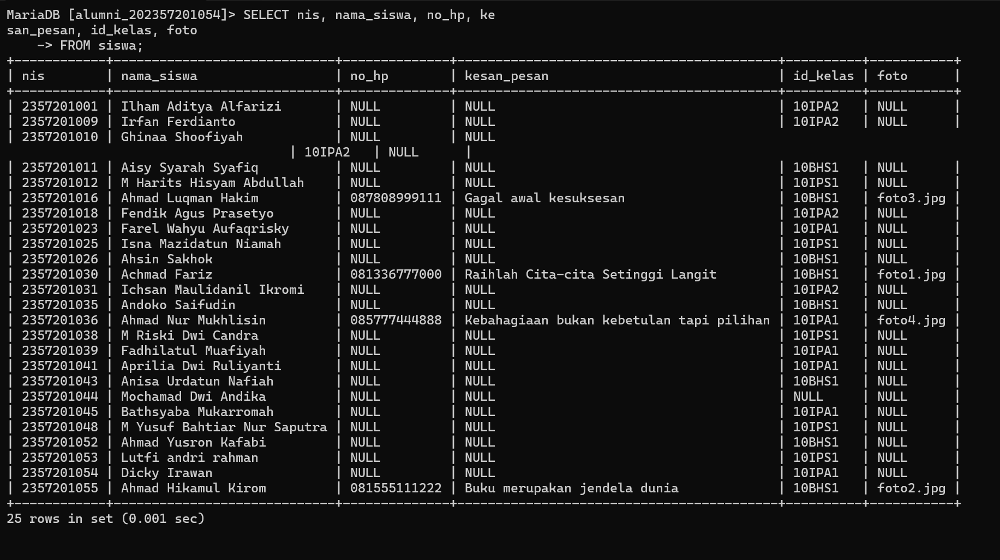 MariaDB [alumni_202357201054]> SELECT nis, nama_siswa, no_hp, ke
san_pesan, id_kelas, foto
    -> FROM siswa;
+------------+-----------------------------+--------------+------------------------------------------+----------+-----------+
| nis        | nama_siswa                  | no_hp        | kesan_pesan                              | id_kelas | foto      |
+------------+-----------------------------+--------------+------------------------------------------+----------+-----------+
| 2357201001 | Ilham Aditya Alfarizi       | NULL         | NULL                                     | 10IPA2   | NULL      |
| 2357201009 | Irfan Ferdianto             | NULL         | NULL                                     | 10IPA2   | NULL      |
| 2357201010 | Ghinaa Shoofiyah            | NULL         | NULL
                                     | 10IPA2   | NULL      |
| 2357201011 | Aisy Syarah Syafiq          | NULL         | NULL                                     | 10BHS1   | NULL      |
| 2357201012 | M Harits Hisyam Abdullah    | NULL         | NULL                                     | 10IPS1   | NULL      |
| 2357201016 | Ahmad Luqman Hakim          | 087808999111 | Gagal awal kesuksesan                    | 10BHS1   | foto3.jpg |
| 2357201018 | Fendik Agus Prasetyo        | NULL         | NULL                                     | 10IPA2   | NULL      |
| 2357201023 | Farel Wahyu Aufaqrisky      | NULL         | NULL                                     | 10IPA1   | NULL      |
| 2357201025 | Isna Mazidatun Niamah       | NULL         | NULL                                     | 10IPS1   | NULL      |
| 2357201026 | Ahsin Sakhok                | NULL         | NULL                                     | 10BHS1   | NULL      |
| 2357201030 | Achmad Fariz                | 081336777000 | Raihlah Cita-cita Setinggi Langit        | 10BHS1   | foto1.jpg |
| 2357201031 | Ichsan Maulidanil Ikromi    | NULL         | NULL                                     | 10IPA2   | NULL      |
| 2357201035 | Andoko Saifudin             | NULL         | NULL                                     | 10BHS1   | NULL      |
| 2357201036 | Ahmad Nur Mukhlisin         | 085777444888 | Kebahagiaan bukan kebetulan tapi pilihan | 10IPA1   | foto4.jpg |
| 2357201038 | M Riski Dwi Candra          | NULL         | NULL                                     | 10IPS1   | NULL      |
| 2357201039 | Fadhilatul Muafiyah         | NULL         | NULL                                     | 10IPA1   | NULL      |
| 2357201041 | Aprilia Dwi Ruliyanti       | NULL         | NULL                                     | 10IPA1   | NULL      |
| 2357201043 | Anisa Urdatun Nafiah        | NULL         | NULL                                     | 10BHS1   | NULL      |
| 2357201044 | Mochamad Dwi Andika         | NULL         | NULL                                     | NULL     | NULL      |
| 2357201045 | Bathsyaba Mukarromah        | NULL         | NULL                                     | 10IPA1   | NULL      |
| 2357201048 | M Yusuf Bahtiar Nur Saputra | NULL         | NULL                                     | 10IPS1   | NULL      |
| 2357201052 | Ahmad Yusron Kafabi         | NULL         | NULL                                     | 10BHS1   | NULL      |
| 2357201053 | Lutfi andri rahman          | NULL         | NULL                                     | 10IPS1   | NULL      |
| 2357201054 | Dicky Irawan                | NULL         | NULL                                     | 10IPA1   | NULL      |
| 2357201055 | Ahmad Hikamul Kirom         | 081555111222 | Buku merupakan jendela dunia             | 10BHS1   | foto2.jpg |
+------------+-----------------------------+--------------+------------------------------------------+----------+-----------+
25 rows in set (0.001 sec)